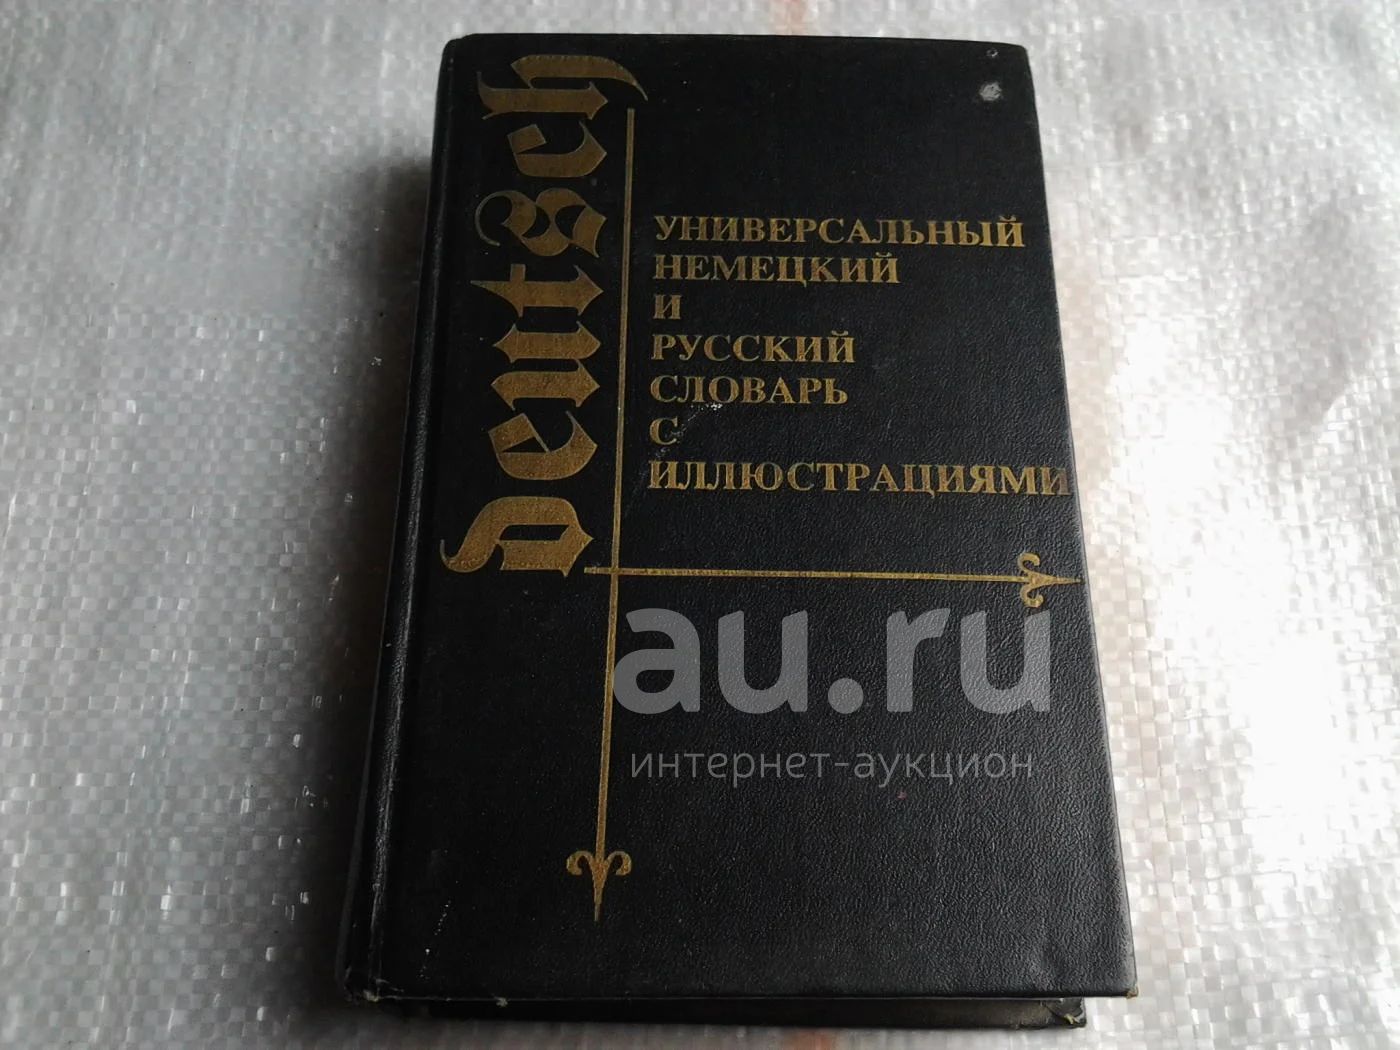 Deutsch
УНИВЕРСАЛЬНЫЙ
НЕМЕЦКИЙ
И
РУССКИЙ
СЛОВАРЬ
С
ИЛЛЮСТРАЦИЯМИ
au.ru
интернет-аукцион